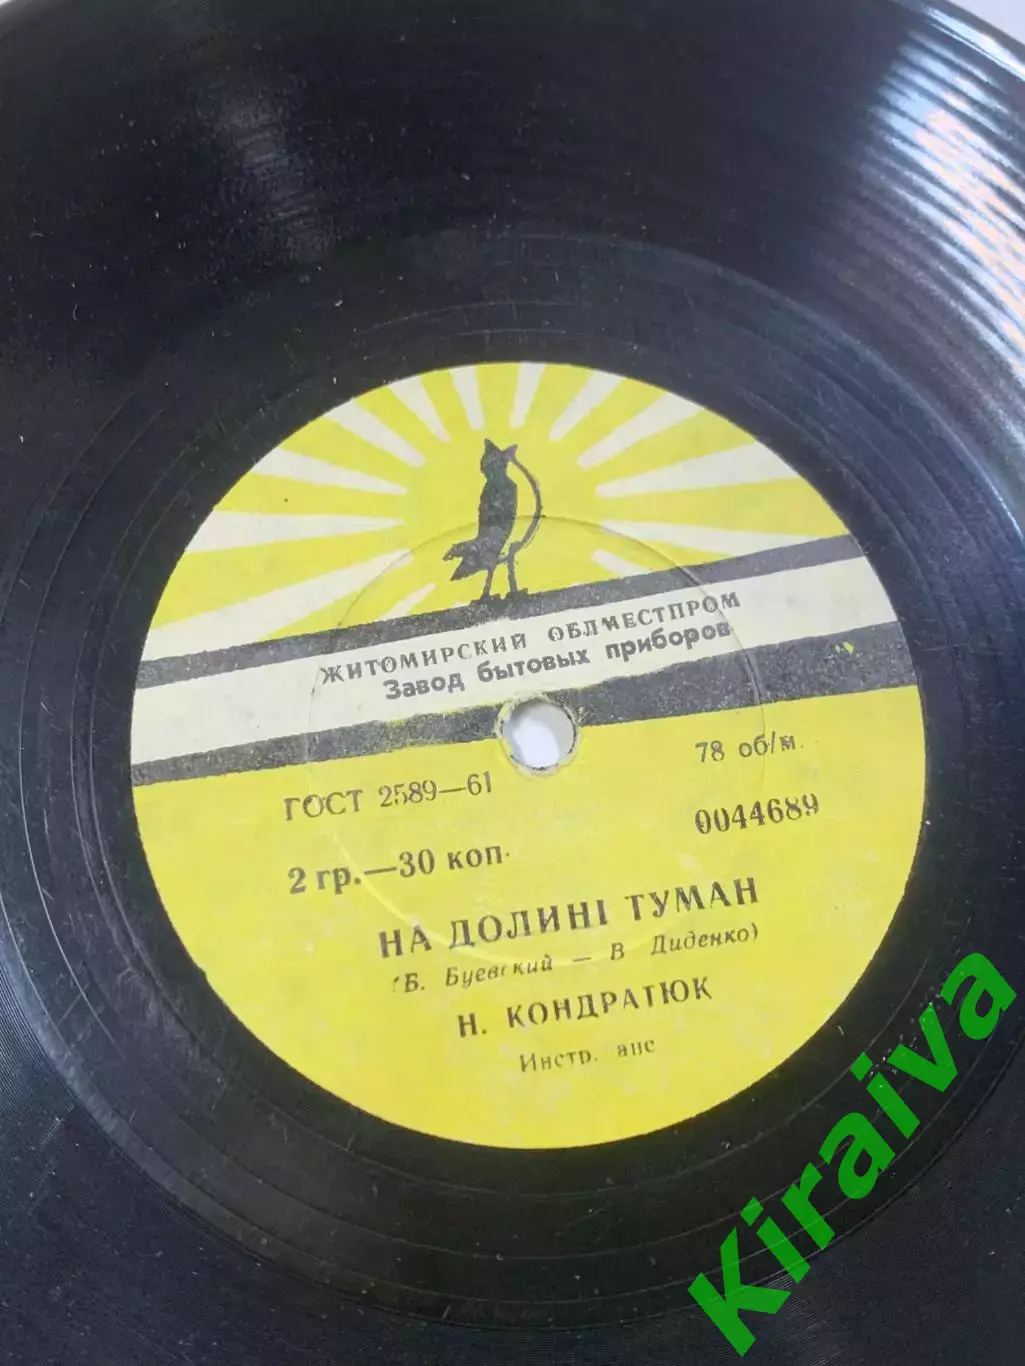 ЖИТОМИРСКИЙ ОБЛМЕСТПРОМ
Завод бытовых приборов
ГОСТ 2589—61
78 об/м.
2 гр.—30 коп.
0044689
НА ДОЛИНІ ТУМАН
(Б. Буевский — В Диденко)
Н. КОНДРАТЮК
Инстр. анс
Kiraiva